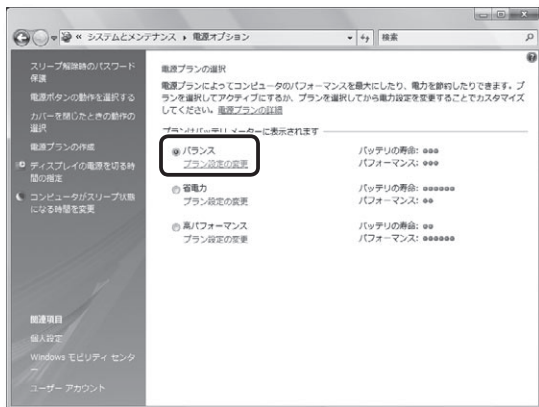 « システムとメンテナンス ▸ 電源オプション
検索
スリープ解除時のパスワード
保護
電源ボタンの動作を選択する
カバーを閉じたときの動作の
選択
電源プランの作成
ディスプレイの電源を切る時
間の指定
コンピュータがスリープ状態
になる時間を変更
関連項目
個人設定
Windows モビリティ センタ
ー
ユーザー アカウント
電源プランの選択
電源プランによってコンピュータのパフォーマンスを最大にしたり、電力を節約したりできます。プ
ランを選択してアクティブにするか、プランを選択してから電力設定を変更することでカスタマイズ
してください。電源プランの詳細
プランはバッテリ メーターに表示されます
バランス
プラン設定の変更
バッテリの寿命:
パフォーマンス:
省電力
プラン設定の変更
バッテリの寿命:
パフォーマンス:
高パフォーマンス
プラン設定の変更
バッテリの寿命:
パフォーマンス: